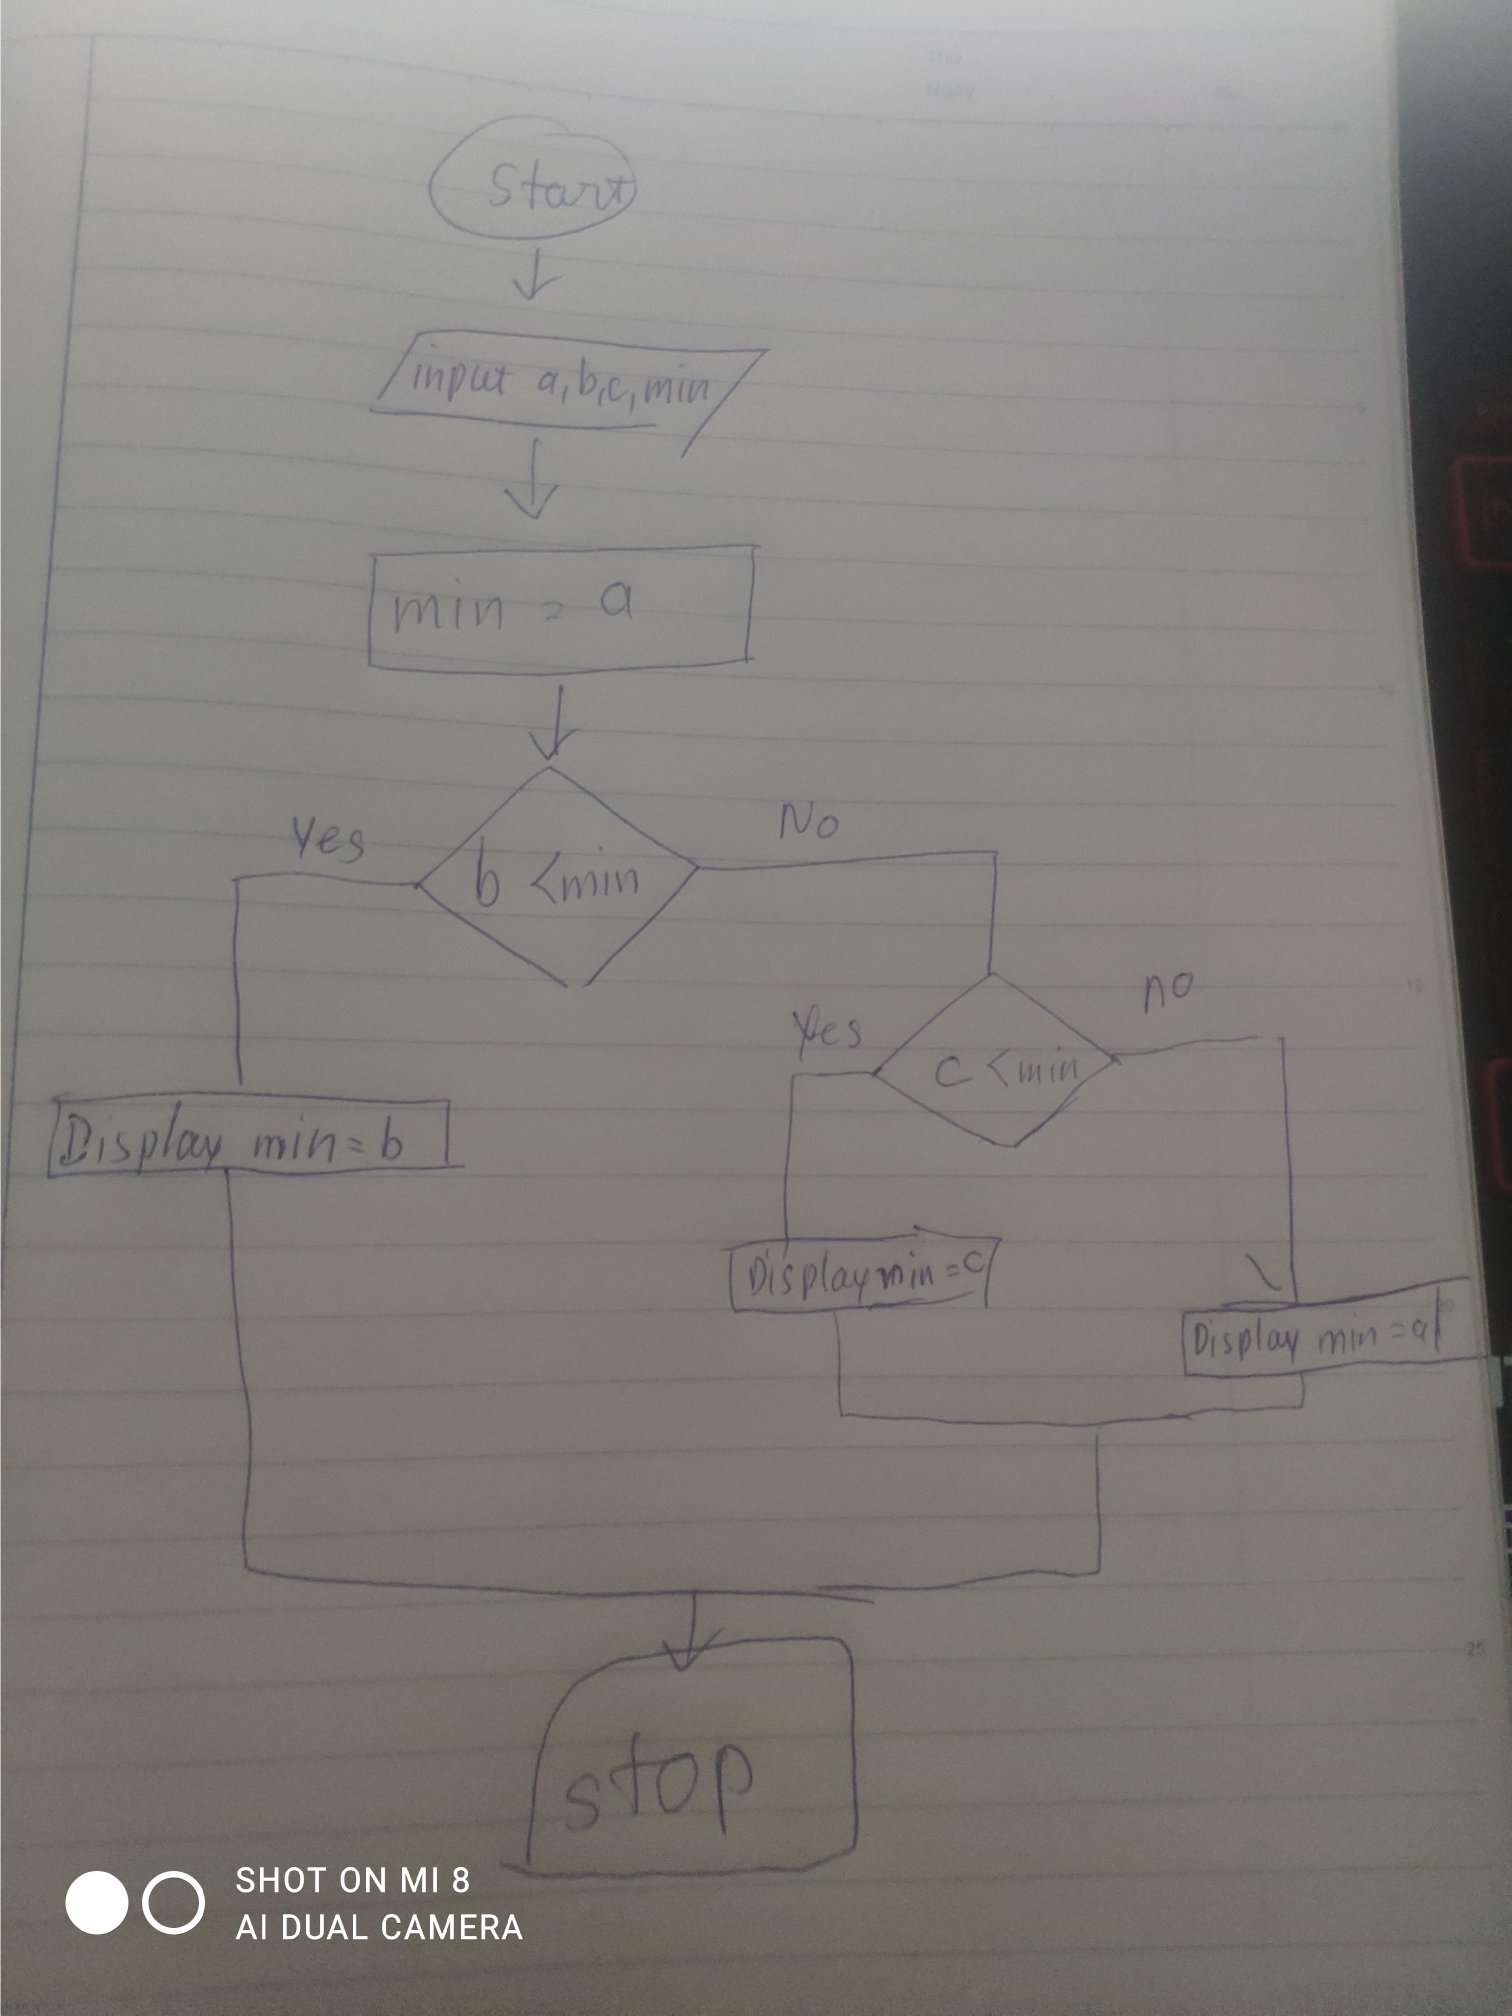 Start
input a,b,c,min
min = a
Yes
No
b <min
no
Yes
c <min
Display min=b
Display min=c
Display min=a
stop
SHOT ON MI 8
AI DUAL CAMERA